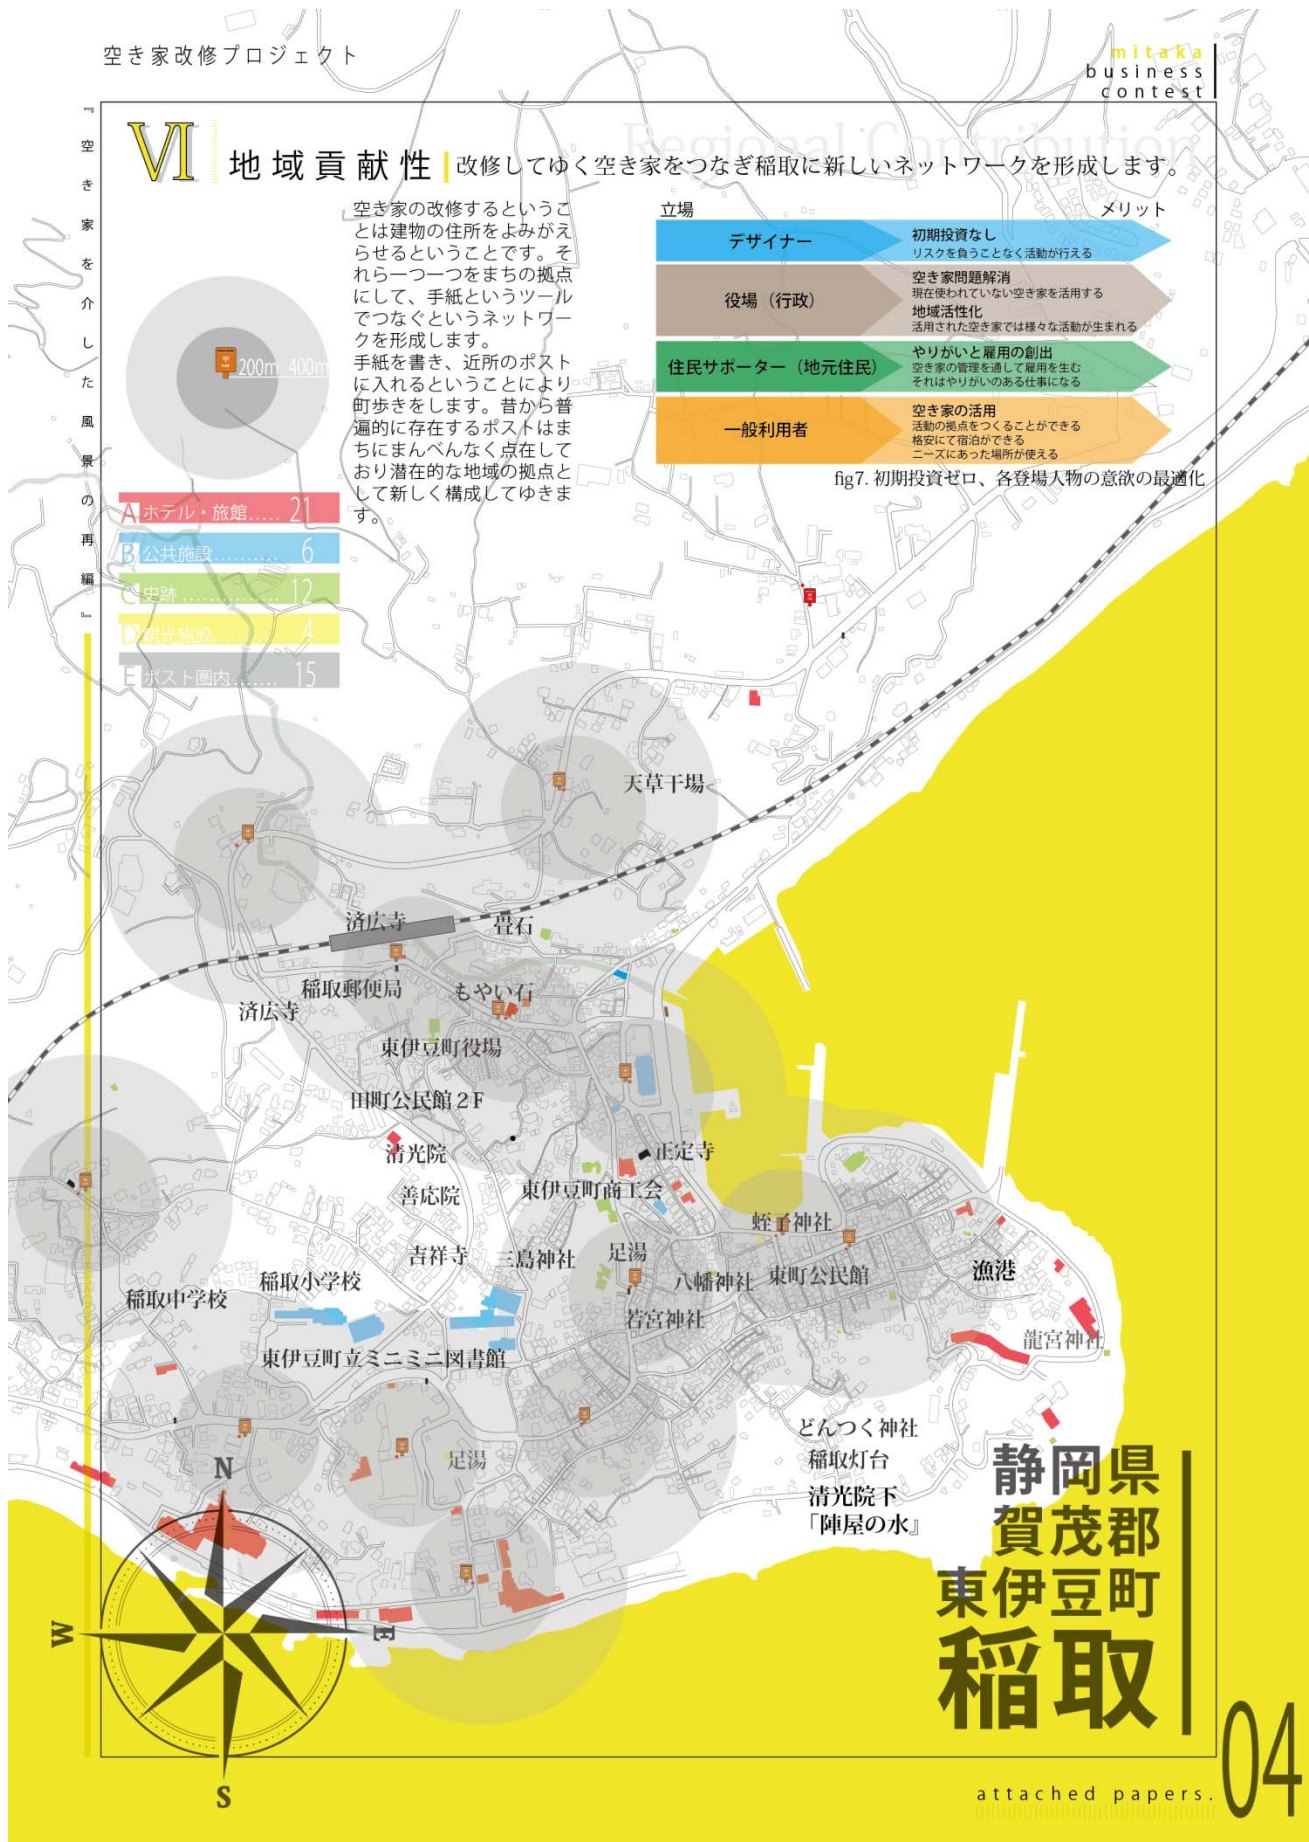 空き家改修プロジェクト
mitaka
business
contest
『空き家を介した風景の再編』
Regional Contribution
Ⅵ 地域貢献性 改修してゆく空き家をつなぎ稲取に新しいネットワークを形成します。
空き家の改修するというこ
とは建物の住所をよみがえ
らせるということです。そ
れら一つ一つをまちの拠点
にして、手紙というツール
でつなぐというネットワー
クを形成します。
手紙を書き、近所のポスト
に入れるということにより
町歩きをします。昔から普
遍的に存在するポストはま
ちにまんべんなく点在して
おり潜在的な地域の拠点と
して新しく構成してゆきま
す。
立場 メリット
デザイナー
初期投資なし
リスクを負うことなく活動が行える
役場（行政）
空き家問題解消
現在使われていない空き家を活用する
地域活性化
活用された空き家では様々な活動が生まれる
住民サポーター（地元住民）
やりがいと雇用の創出
空き家の管理を通して雇用を生む
それはやりがいのある仕事になる
一般利用者
空き家の活用
活動の拠点をつくることができる
格安にて宿泊ができる
ニーズにあった場所が使える
fig7. 初期投資ゼロ、各登場人物の意欲の最適化
200m 400m
A ホテル・旅館..... 21
B 公共施設.......... 6
C 史跡............... 12
D 観光施設.......... 4
E ポスト圏内....... 15
天草干場
済広寺
畳石
稲取郵便局
もやい石
済広寺
東伊豆町役場
田町公民館２F
清光院
正定寺
善応院
東伊豆町商工会
蛭子神社
吉祥寺
三島神社
足湯
八幡神社
東町公民館
漁港
稲取小学校
稲取中学校
若宮神社
龍宮神社
東伊豆町立ミニミニ図書館
どんつく神社
足湯
稲取灯台
清光院下
「陣屋の水」
静岡県
賀茂郡
東伊豆町
稲取
N
W
E
S
04
attached papers.